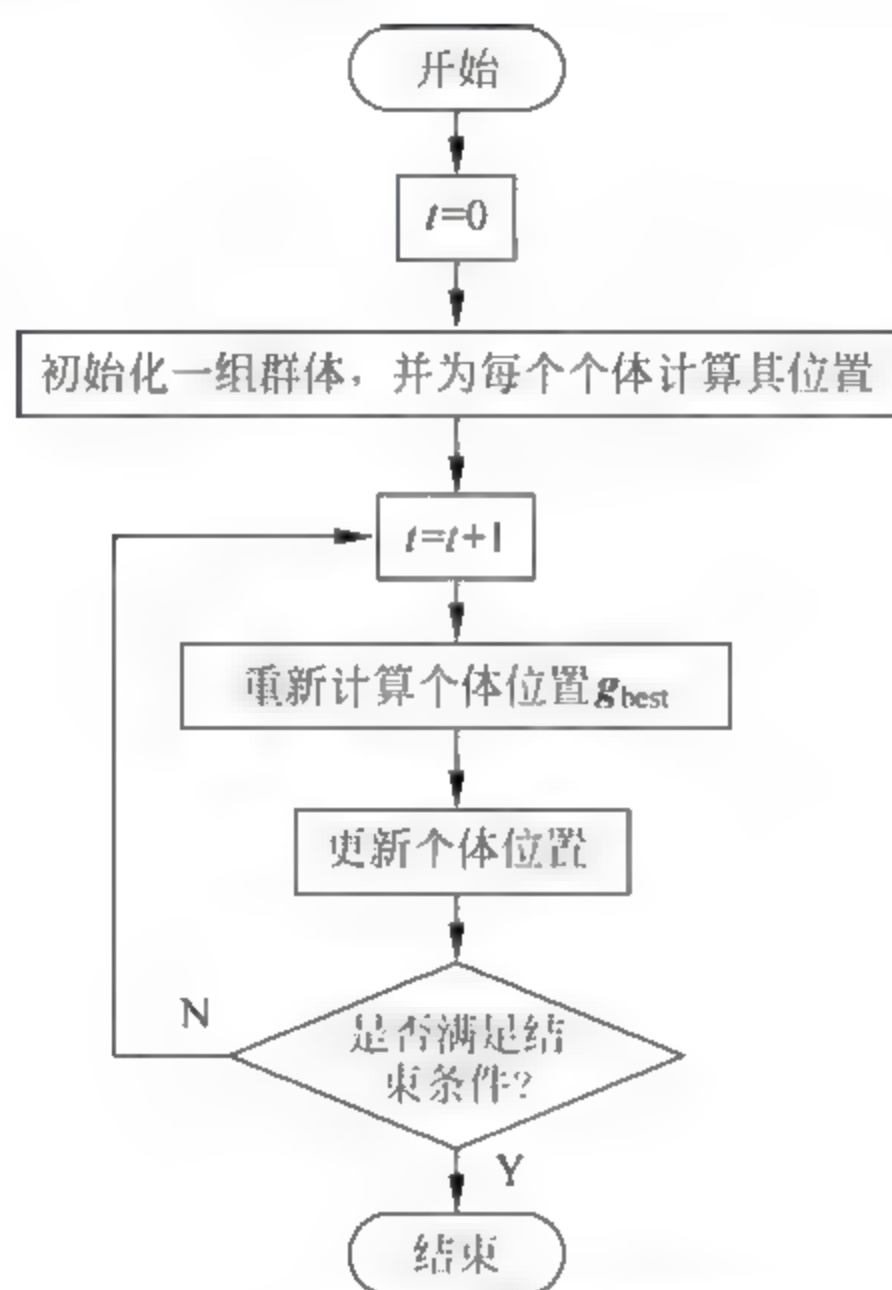 开始
t=0
初始化一组群体，并为每个个体计算其位置
t=t+1
重新计算个体位置gbest
更新个体位置
N
是否满足结
束条件?
Y
结束